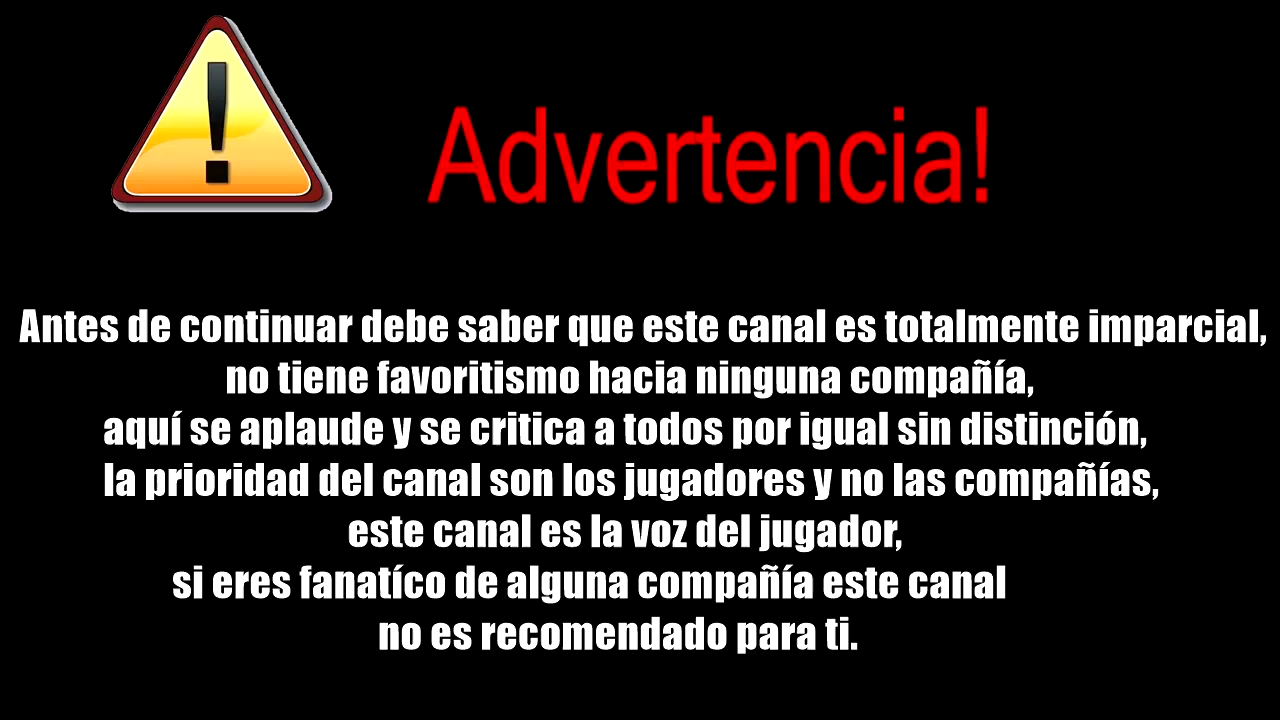 Advertencia!
Antes de continuar debe saber que este canal es totalmente imparcial,
no tiene favoritismo hacia ninguna compañía,
aquí se aplaude y se critica a todos por igual sin distinción,
la prioridad del canal son los jugadores y no las compañías,
este canal es la voz del jugador,
si eres fanatíco de alguna compañía este canal
no es recomendado para ti.